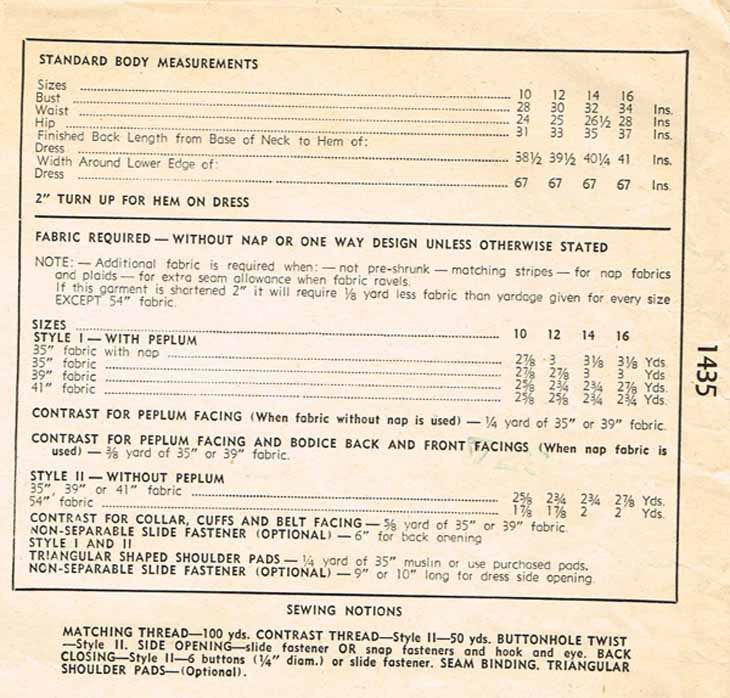 STANDARD BODY MEASUREMENTS
Sizes 10 12 14 16
Bust 28 30 32 34 Ins.
Waist 24 25 26½ 28 Ins
Hip 31 33 35 37 Ins.
Finished Back Length from Base of Neck to Hem of:
Dress 38½ 39½ 40¼ 41 Ins.
Width Around Lower Edge of:
Dress 67 67 67 67 Ins.
2" TURN UP FOR HEM ON DRESS
FABRIC REQUIRED — WITHOUT NAP OR ONE WAY DESIGN UNLESS OTHERWISE STATED
NOTE: — Additional fabric is required when: — not pre-shrunk — matching stripes — for nap fabrics
and plaids — for extra seam allowance when fabric ravels.
If this garment is shortened 2" it will require ⅛ yard less fabric than yardage given for every size
EXCEPT 54" fabric.
SIZES 10 12 14 16
STYLE I — WITH PEPLUM
35" fabric with nap 2⅞ 3 3⅛ 3⅛ Yds.
35" fabric 2⅞ 2⅞ 3 3 Yds.
39" fabric 2⅝ 2¾ 2¾ 2⅞ Yds.
41" fabric 2⅝ 2⅝ 2¾ 2¾ Yds.
CONTRAST FOR PEPLUM FACING (When fabric without nap is used) — ¼ yard of 35" or 39" fabric.
CONTRAST FOR PEPLUM FACING AND BODICE BACK AND FRONT FACINGS (When nap fabric is
used) — ⅜ yard of 35" or 39" fabric.
STYLE II — WITHOUT PEPLUM
35", 39" or 41" fabric 2⅝ 2¾ 2¾ 2⅞ Yds.
54" fabric 1⅞ 1⅞ 2 2 Yds.
CONTRAST FOR COLLAR, CUFFS AND BELT FACING — ⅝ yard of 35" or 39" fabric.
NON-SEPARABLE SLIDE FASTENER (OPTIONAL) — 6" for back opening
STYLE I AND II
TRIANGULAR SHAPED SHOULDER PADS — ¼ yard of 35" muslin or use purchased pads.
NON-SEPARABLE SLIDE FASTENER (OPTIONAL) — 9" or 10" long for dress side opening.
1435
SEWING NOTIONS
MATCHING THREAD—100 yds. CONTRAST THREAD—Style II—50 yds. BUTTONHOLE TWIST
—Style II. SIDE OPENING—slide fastener OR snap fasteners and hook and eye. BACK
CLOSING—Style II—6 buttons (¼" diam.) or slide fastener. SEAM BINDING. TRIANGULAR
SHOULDER PADS—(Optional).